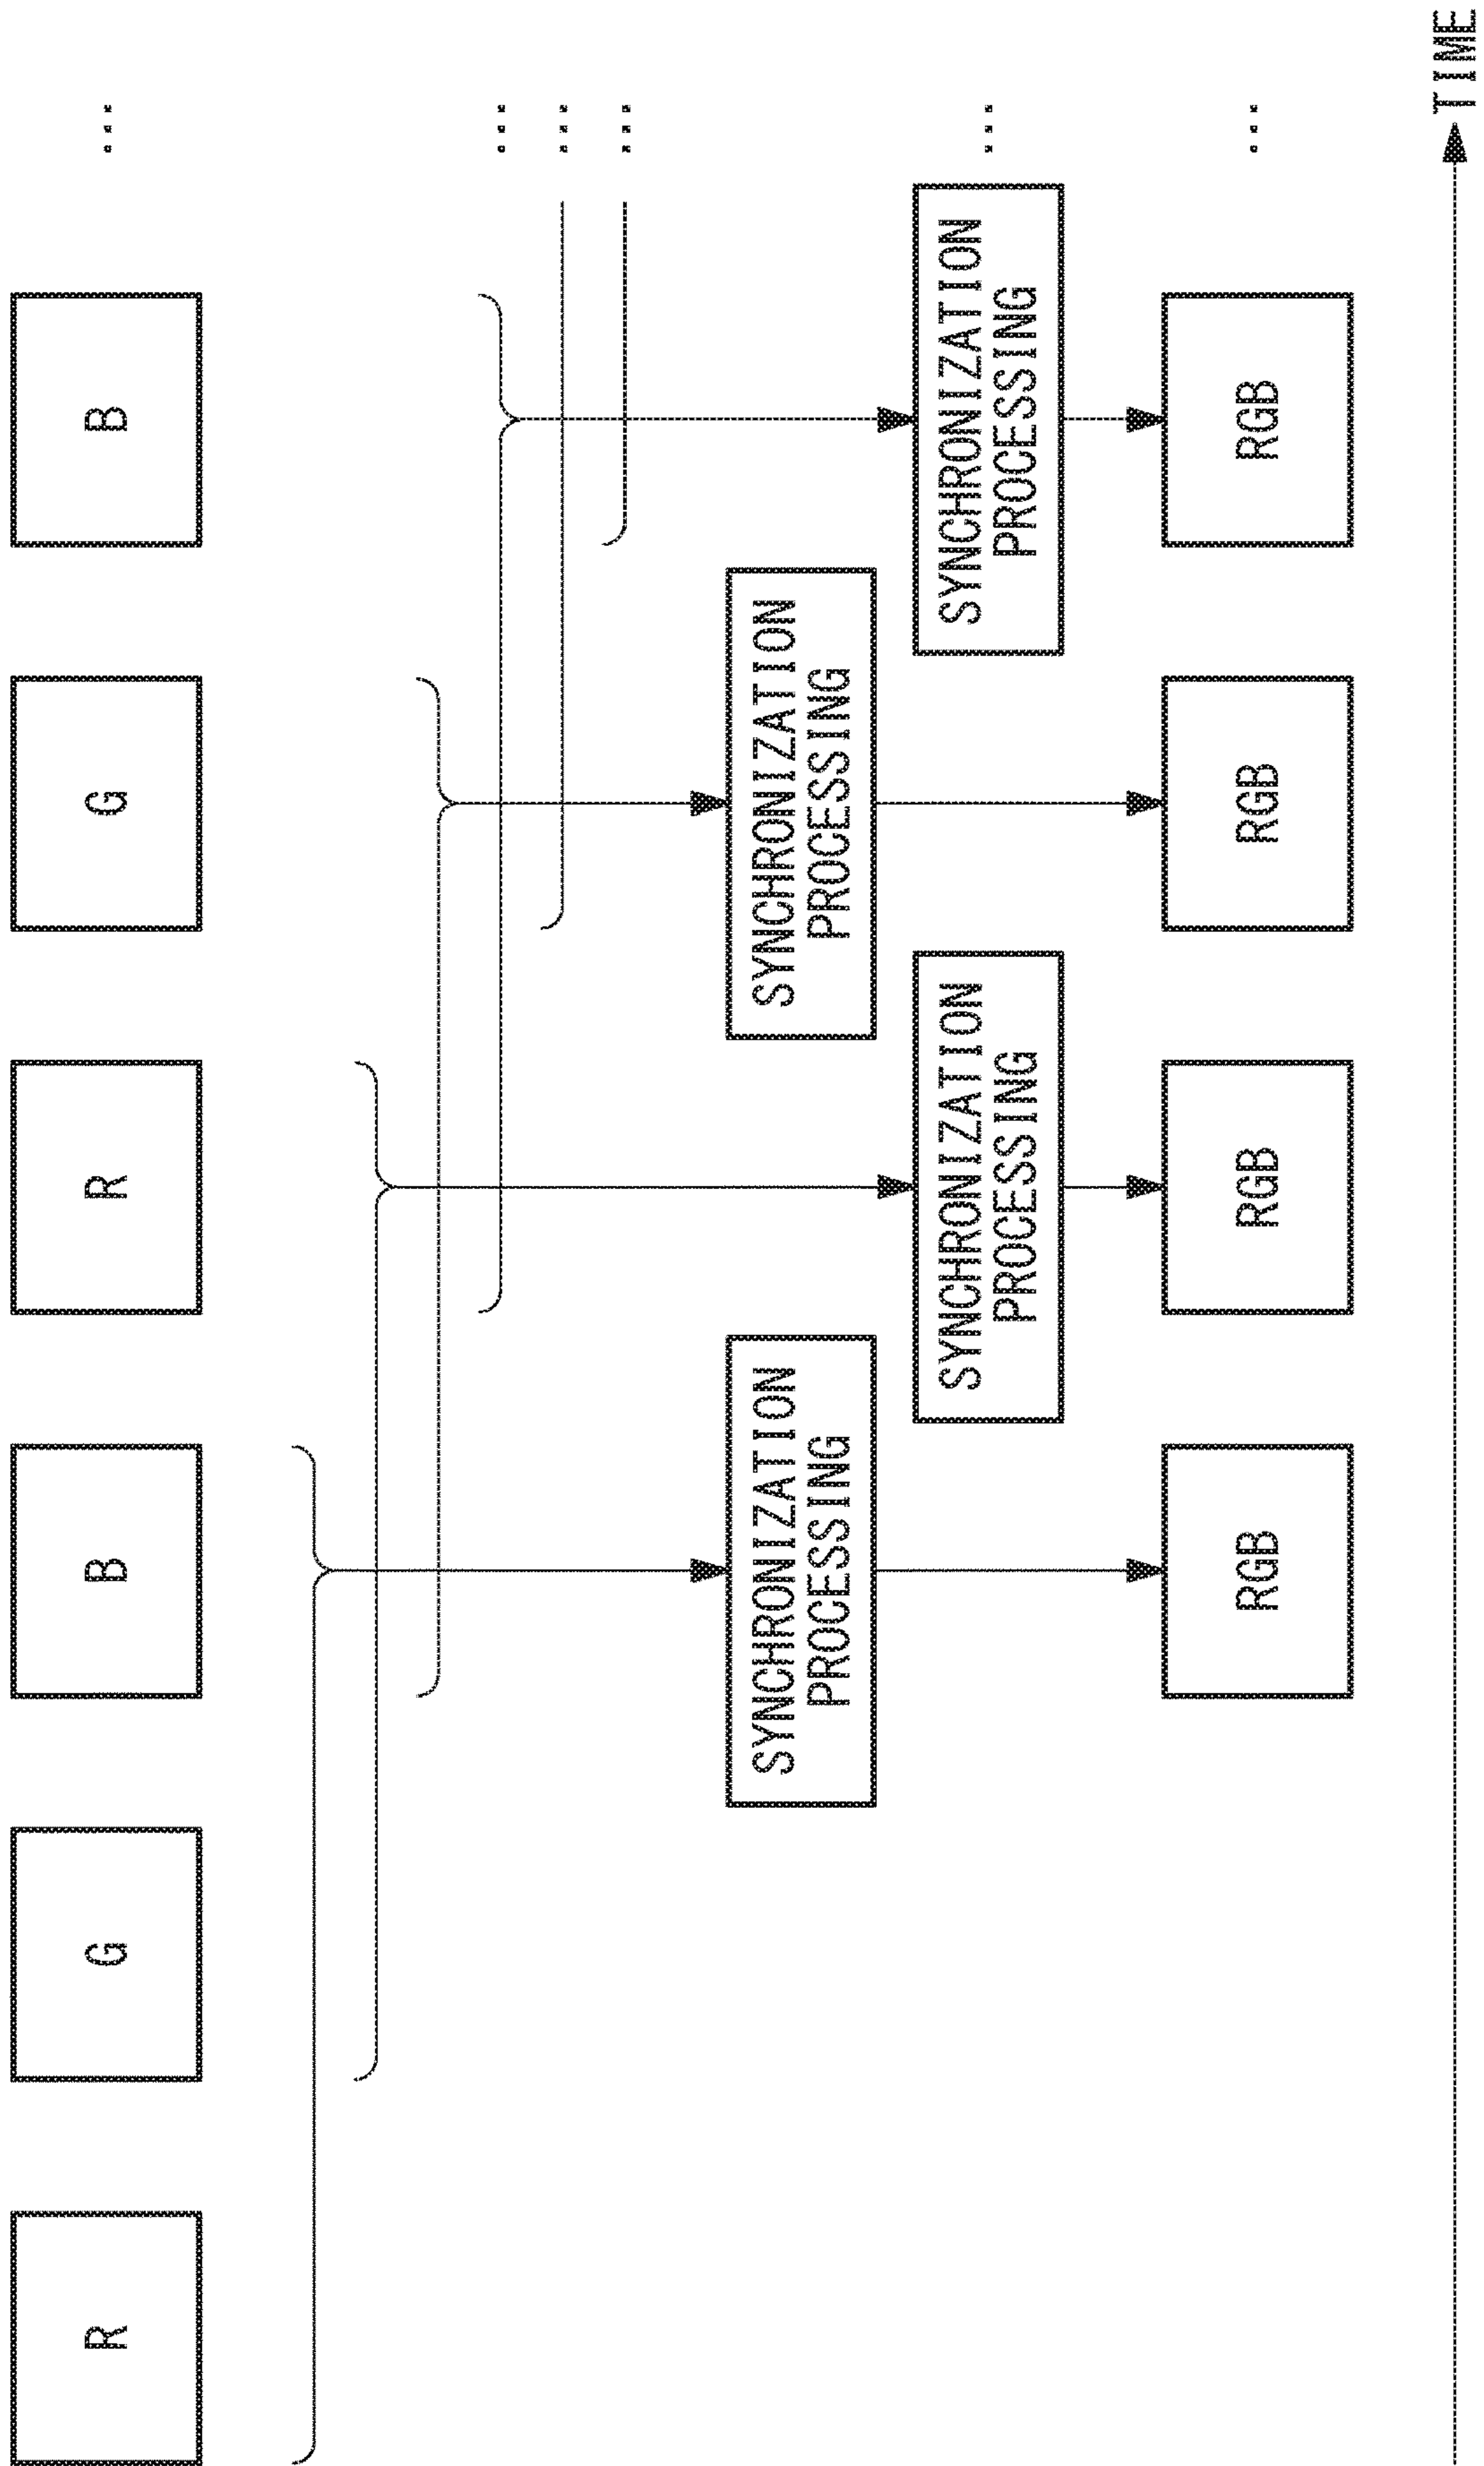 R
G
B
R
G
B
...
...
...
...
SYNCHRONIZATION
PROCESSING
SYNCHRONIZATION
PROCESSING
SYNCHRONIZATION
PROCESSING
SYNCHRONIZATION
PROCESSING
...
RGB
RGB
RGB
RGB
...
TIME